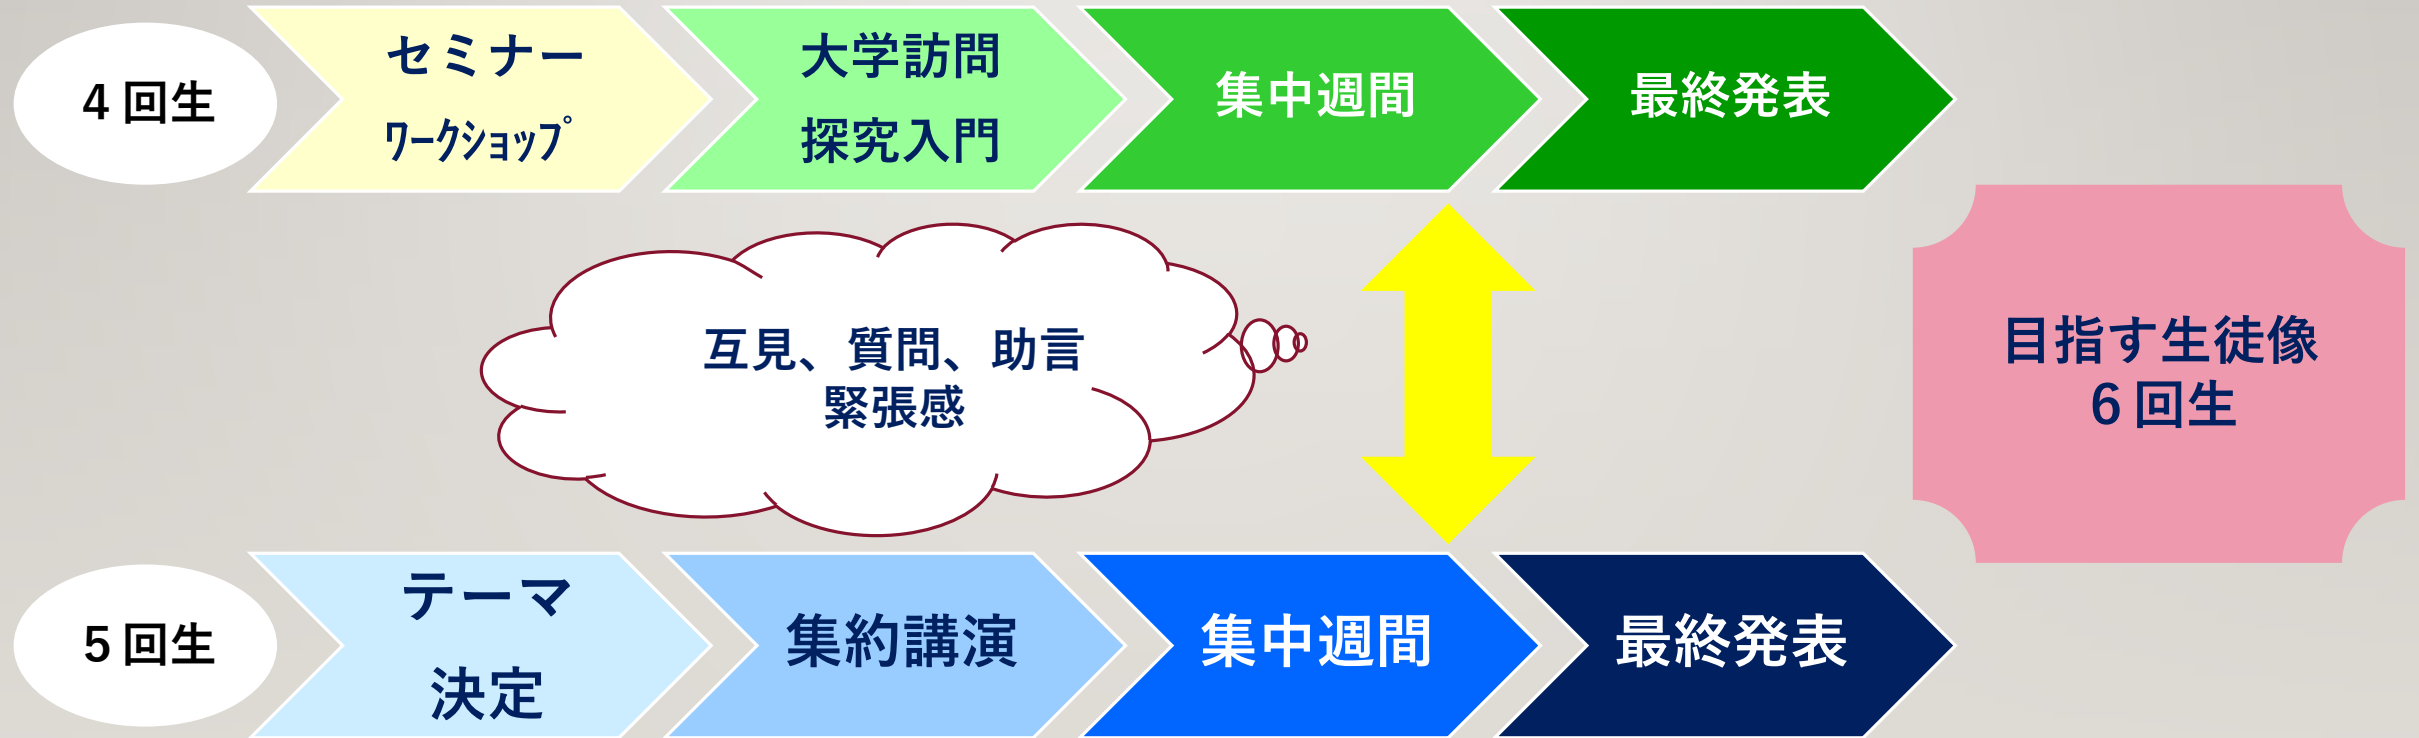 4回生
セミナー
ﾜｰｸｼｮｯﾌﾟ
大学訪問
探究入門
集中週間
最終発表
互見、質問、助言
緊張感
目指す生徒像
6回生
5回生
テーマ
決定
集約講演
集中週間
最終発表